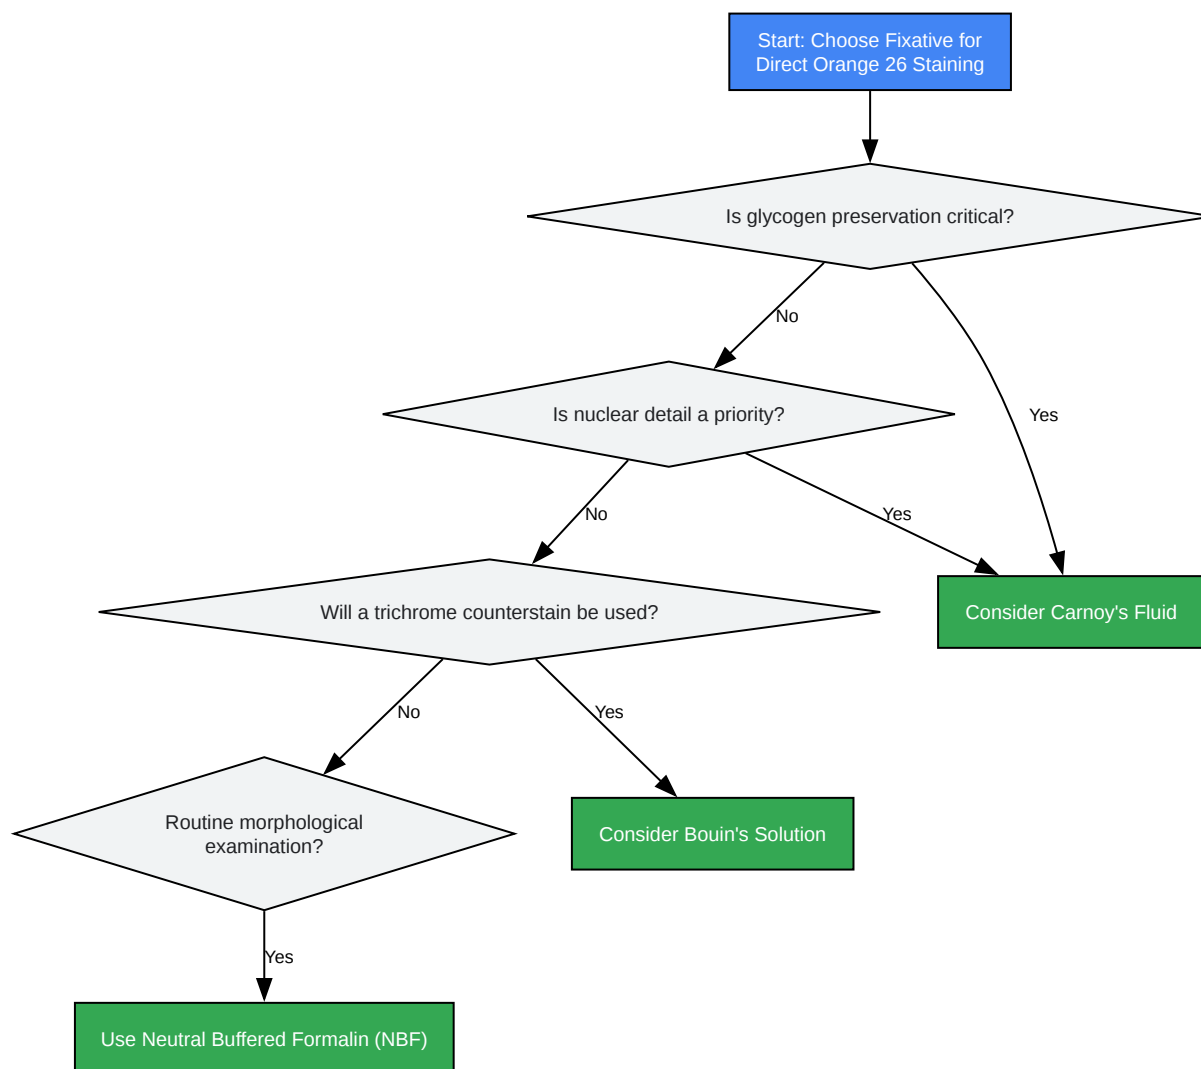 Start: Choose Fixative for
Direct Orange 26 Staining
Is glycogen preservation critical?
No
Yes
Is nuclear detail a priority?
No
Yes
Consider Carnoy's Fluid
Will a trichrome counterstain be used?
No
Yes
Consider Bouin's Solution
Routine morphological
examination?
Yes
Use Neutral Buffered Formalin (NBF)